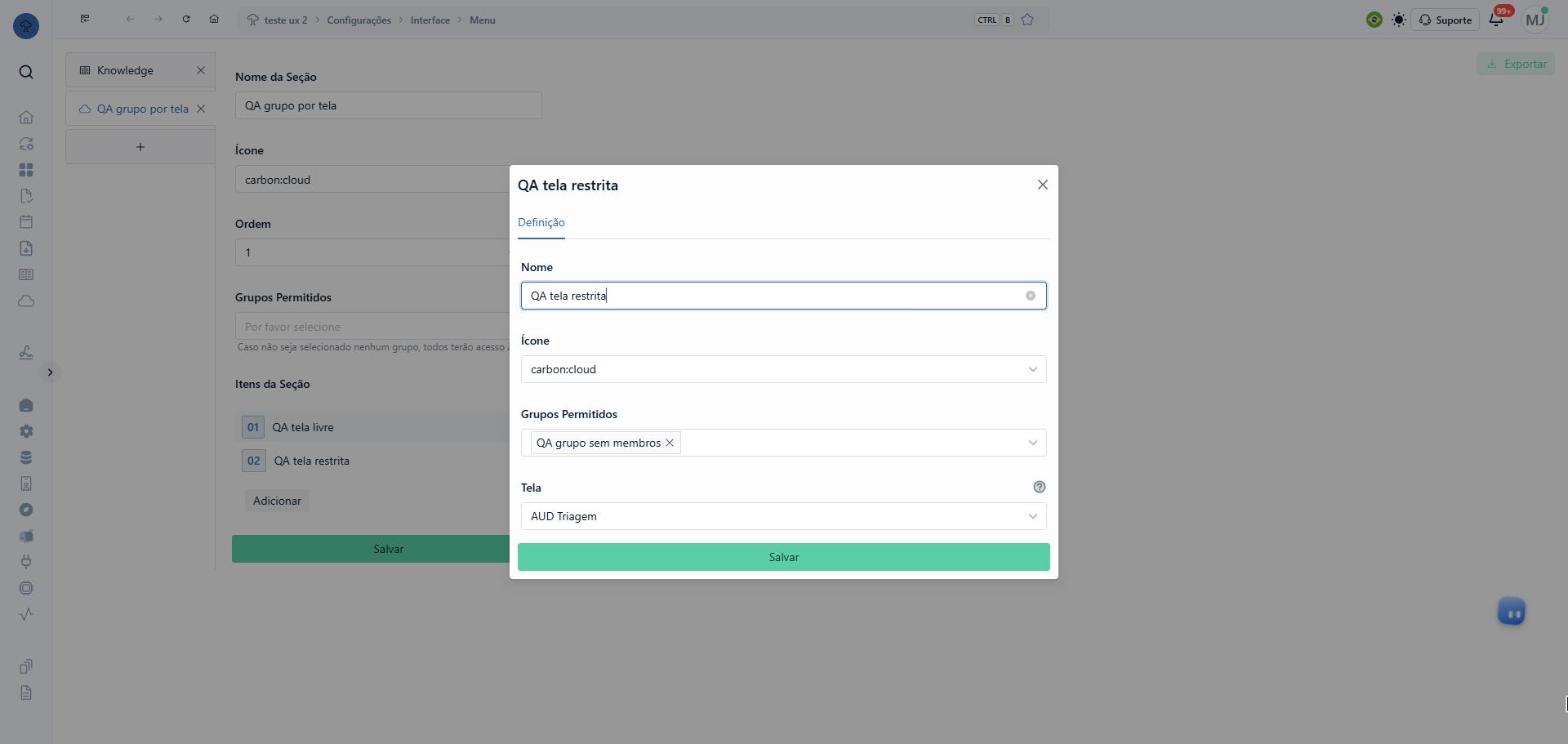 teste ux 2 > Configurações > Interface > Menu
CTRL B
Suporte
99+
MJ
Knowledge
QA grupo por tela
+
Exportar
Nome da Seção
QA grupo por tela
Ícone
carbon:cloud
Ordem
1
Grupos Permitidos
Por favor selecione
Caso não seja selecionado nenhum grupo, todos terão acesso
Itens da Seção
01 QA tela livre
02 QA tela restrita
Adicionar
Salvar
QA tela restrita
Definição
Nome
QA tela restrita
Ícone
carbon:cloud
Grupos Permitidos
QA grupo sem membros
Tela
AUD Triagem
Salvar